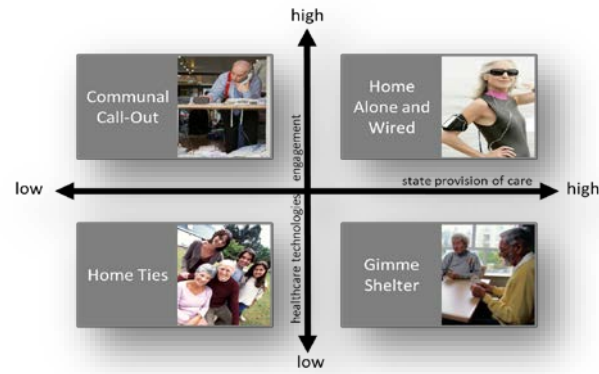 high
Communal
Call-Out
Home
Alone and
Wired
healthcare technologies engagement
low
state provision of care
high
Home Ties
Gimme
Shelter
low